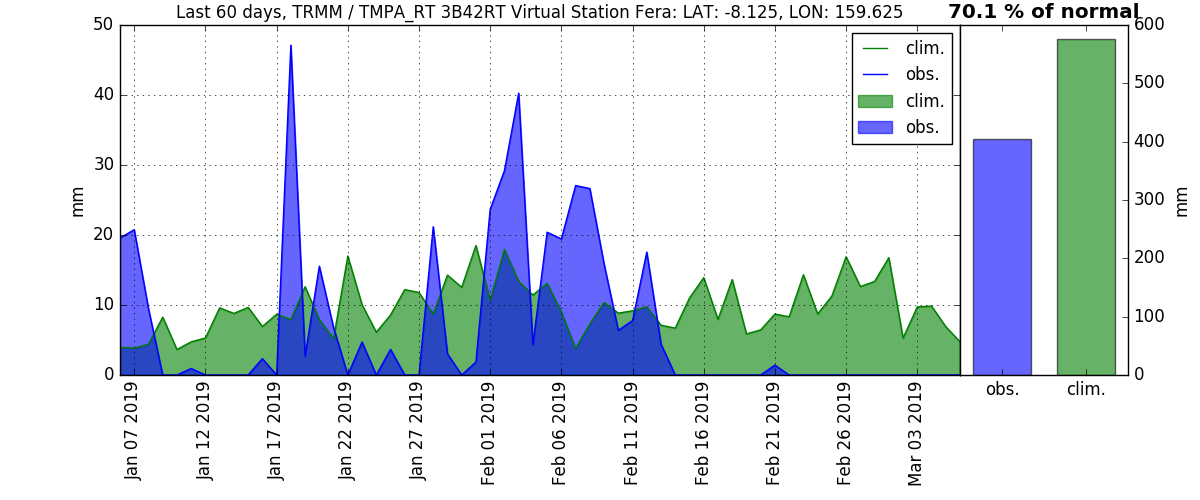 Last 60 days, TRMM / TMPA_RT 3B42RT Virtual Station Fera: LAT: -8.125, LON: 159.625
70.1 % of normal
50
40
30
20
10
0
mm
clim.
obs.
clim.
obs.
600
500
400
300
200
100
0
mm
obs.
clim.
Jan 07 2019
Jan 12 2019
Jan 17 2019
Jan 22 2019
Jan 27 2019
Feb 01 2019
Feb 06 2019
Feb 11 2019
Feb 16 2019
Feb 21 2019
Feb 26 2019
Mar 03 2019